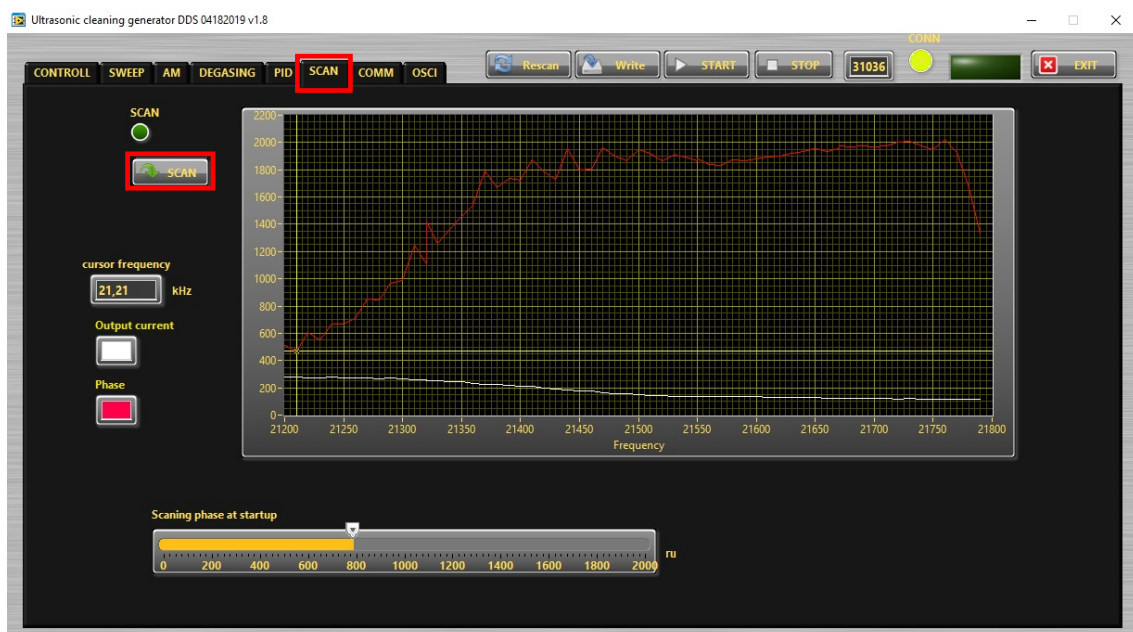 Ultrasonic cleaning generator DDS 04182019 v1.8
CONN
CONTROLL SWEEP AM DEGASING PID SCAN COMM OSCI Rescan Write START STOP 31036 EXIT
SCAN
SCAN
cursor frequency
21,21 kHz
Output current
Phase
2200
2000
1800
1600
1400
1200
1000
800
600
400
200
0
21200 21250 21300 21350 21400 21450 21500 21550 21600 21650 21700 21750 21800
Frequency
Scaning phase at startup
0 200 400 600 800 1000 1200 1400 1600 1800 2000 ru